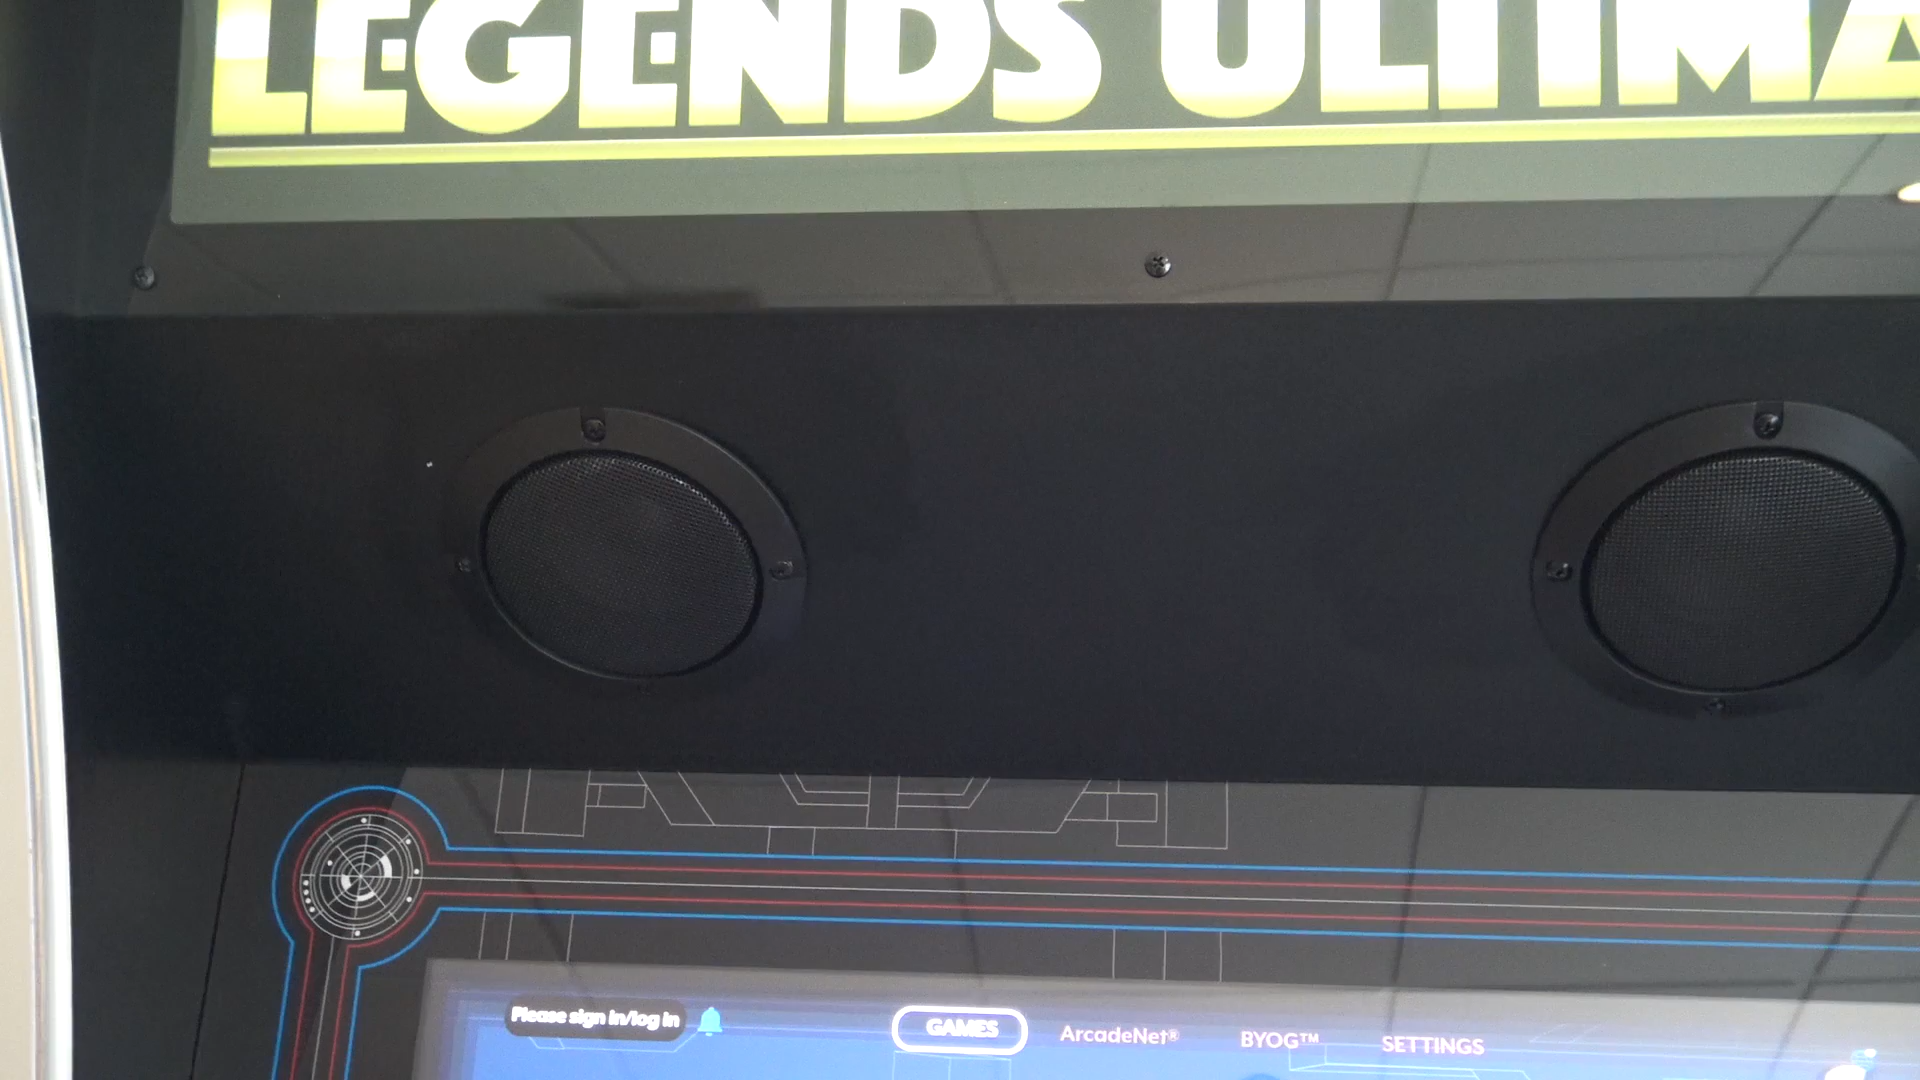 LEGENDS ULTIMA
Please sign in/log in
GAMES
ArcadeNet®
BYOG™
SETTINGS